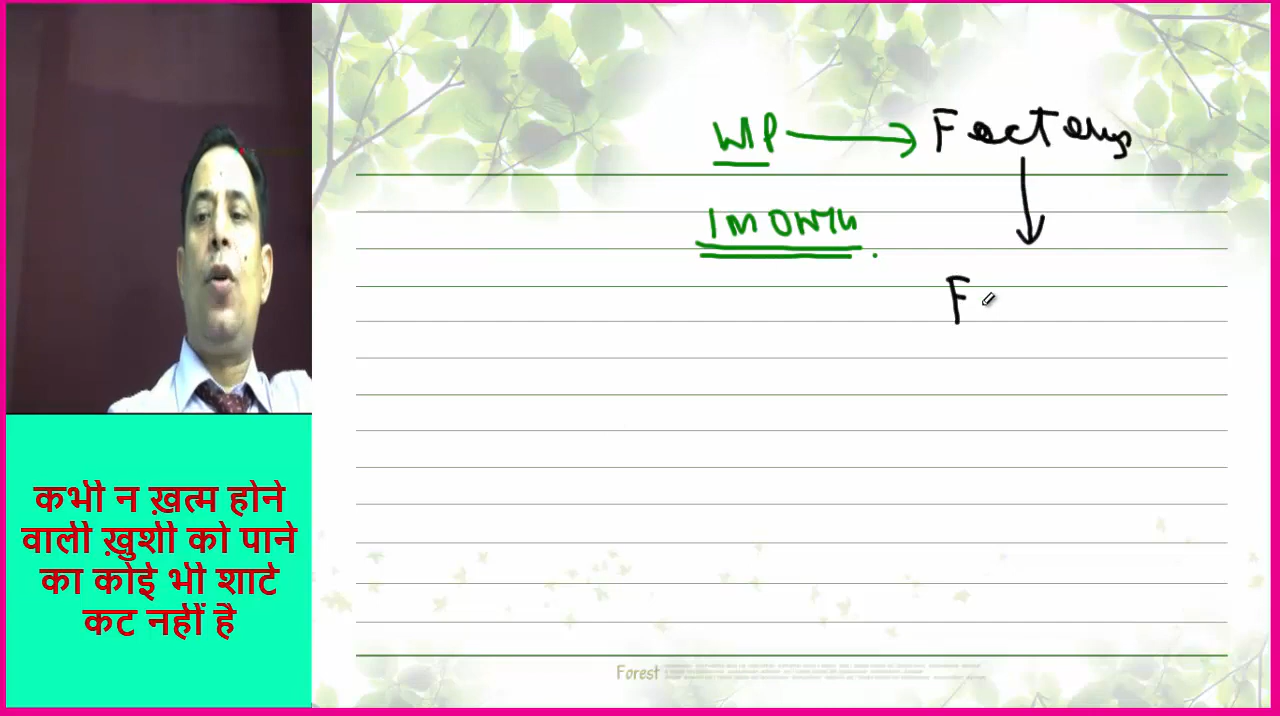 WIP → Factory
1 MONTH.
F
कभी न ख़त्म होने
वाली ख़ुशी को पाने
का कोई भी शार्ट
कट नहीं है
Forest